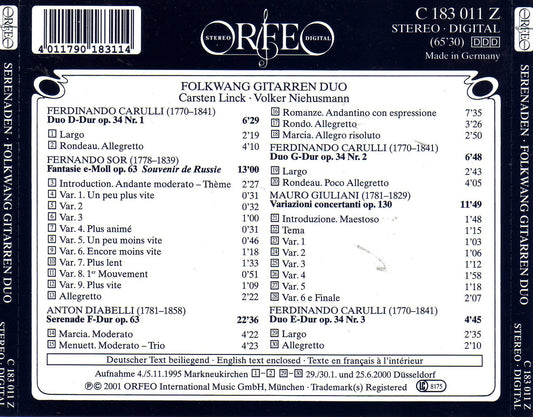 C 183 011 Z
STEREO · DIGITAL
(65'30) DDD
Made in Germany
4 011790 183114
STEREO ORFEO DIGITAL
FOLKWANG GITARREN DUO
Carsten Linck · Volker Niehusmann
FERDINANDO CARULLI (1770–1841)
Duo D-Dur op. 34 Nr. 1 6'29
1 Largo 2'19
2 Rondeau. Allegretto 4'10
FERNANDO SOR (1778–1839)
Fantasie e-Moll op. 63 Souvenir de Russie 13'00
3 Introduction. Andante moderato – Thème 2'27
4 Var. 1. Un peu plus vite 0'27
5 Var. 2 0'32
6 Var. 3 1'00
7 Var. 4. Plus animé 0'31
8 Var. 5. Un peu moins vite 0'45
9 Var. 6. Encore moins vite 1'18
10 Var. 7. Plus lent 1'33
11 Var. 8. 1er Mouvement 1'13
12 Var. 9. Plus vite 0'29
13 Allegretto 2'22
ANTON DIABELLI (1781–1858)
Serenade F-Dur op. 63 22'36
14 Marcia. Moderato 4'22
15 Menuett. Moderato – Trio 4'23
16 Romanze. Andantino con espressione 7'35
17 Rondo. Allegretto 3'26
18 Marcia. Allegro risoluto 2'50
FERDINANDO CARULLI (1770–1841)
Duo G-Dur op. 34 Nr. 2 6'48
19 Largo 2'43
20 Rondeau. Poco Allegretto 4'05
MAURO GIULIANI (1781–1829)
Variazioni concertanti op. 130 11'49
21 Introduzione. Maestoso 1'48
22 Tema 1'15
23 Var. 1 1'03
24 Var. 2 1'06
25 Var. 3 1'12
26 Var. 4 1'18
27 Var. 5 1'58
28 Var. 6 e Finale 2'07
FERDINANDO CARULLI (1770–1841)
Duo E-Dur op. 34 Nr. 3 4'45
29 Largo 2'35
30 Allegretto 2'10
Deutscher Text beiliegend · English text enclosed · Texte en français à l'intérieur
Aufnahme 4./5.11.1995 Markneukirchen 1–2–29–30 29./30.1. und 25.6.2000 Düsseldorf
℗© 2001 ORFEO International Music GmbH, München · Trademark(s) Registered LC 8175
ORFEO
SERENADEN · FOLKWANG GITARREN DUO
STEREO · DIGITAL
C 183 011 Z
ORFEO
SERENADEN · FOLKWANG GITARREN DUO
STEREO · DIGITAL
C 183 011 Z